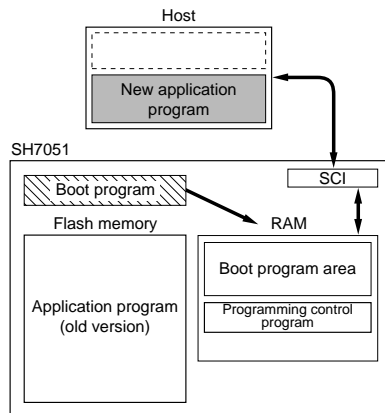 Host
New application
program
SH7051
SCI
Boot program
Flash memory
RAM
Boot program area
Application program
(old version)
Programming control
program